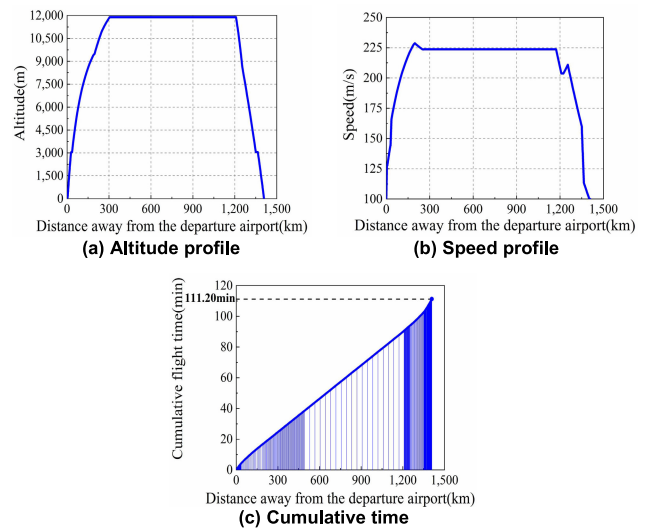 12,000
10,500
9,000
7,500
6,000
4,500
3,000
1,500
0
Altitude(m)
0 300 600 900 1,200 1,500
Distance away from the departure airport(km)
(a) Altitude profile
250
225
200
175
150
125
100
Speed(m/s)
0 300 600 900 1,200 1,500
Distance away from the departure airport(km)
(b) Speed profile
120
111.20min
100
80
60
40
20
0
Cumulative flight time(min)
0 300 600 900 1,200 1,500
Distance away from the departure airport(km)
(c) Cumulative time